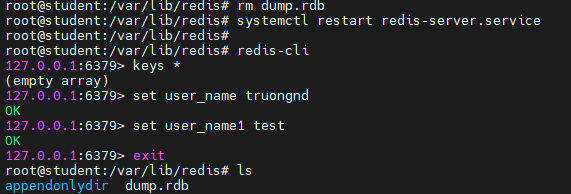 root@student:/var/lib/redis# rm dump.rdb
root@student:/var/lib/redis# systemctl restart redis-server.service
root@student:/var/lib/redis#
root@student:/var/lib/redis# redis-cli
127.0.0.1:6379> keys *
(empty array)
127.0.0.1:6379> set user_name truongnd
OK
127.0.0.1:6379> set user_name1 test
OK
127.0.0.1:6379> exit
root@student:/var/lib/redis# ls
appendonlydir  dump.rdb